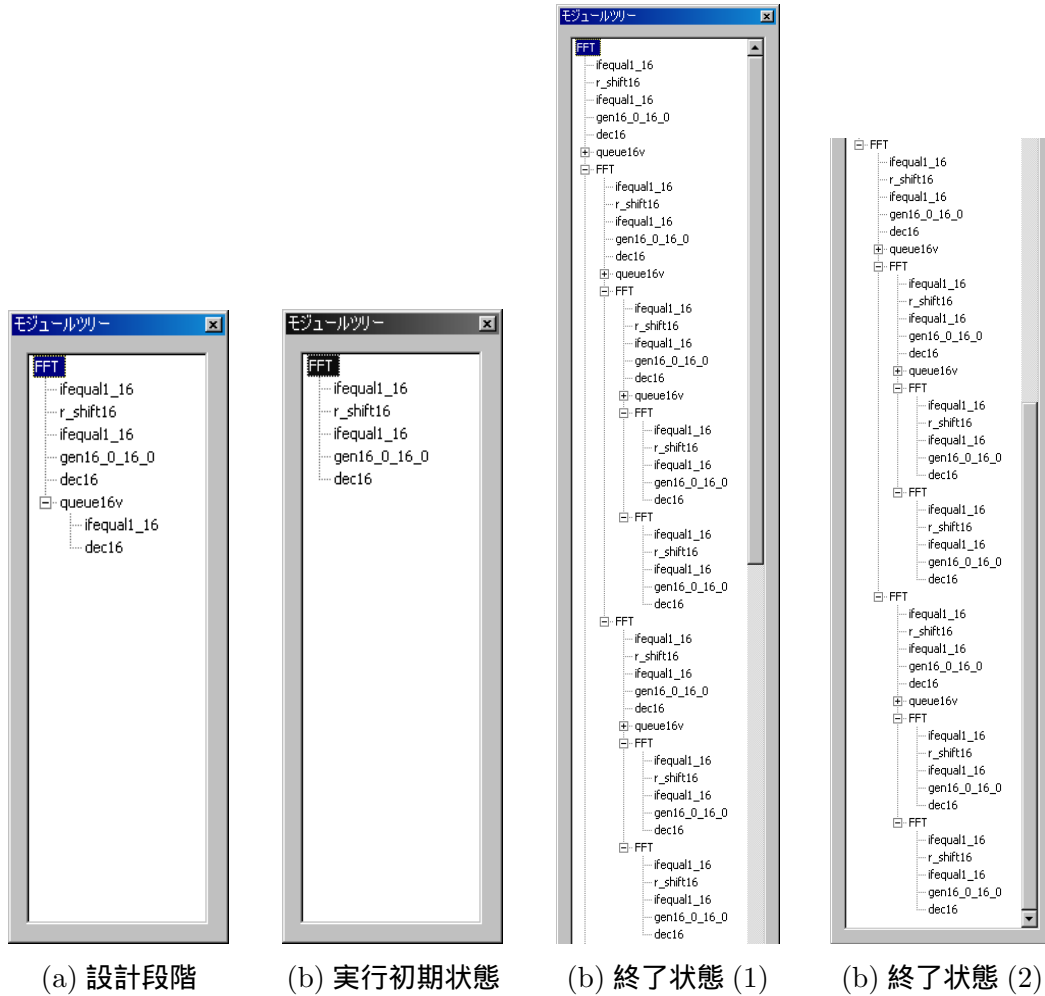 モジュールツリー
FFT
ifequal1_16
r_shift16
ifequal1_16
gen16_0_16_0
dec16
queue16v
ifequal1_16
dec16
(a) 設計段階
モジュールツリー
FFT
ifequal1_16
r_shift16
ifequal1_16
gen16_0_16_0
dec16
(b) 実行初期状態
モジュールツリー
FFT
ifequal1_16
r_shift16
ifequal1_16
gen16_0_16_0
dec16
queue16v
FFT
ifequal1_16
r_shift16
ifequal1_16
gen16_0_16_0
dec16
queue16v
FFT
ifequal1_16
r_shift16
ifequal1_16
gen16_0_16_0
dec16
queue16v
FFT
ifequal1_16
r_shift16
ifequal1_16
gen16_0_16_0
dec16
FFT
ifequal1_16
r_shift16
ifequal1_16
gen16_0_16_0
dec16
FFT
ifequal1_16
r_shift16
ifequal1_16
gen16_0_16_0
dec16
queue16v
FFT
ifequal1_16
r_shift16
ifequal1_16
gen16_0_16_0
dec16
FFT
ifequal1_16
r_shift16
ifequal1_16
gen16_0_16_0
dec16
(b) 終了状態 (1)
FFT
ifequal1_16
r_shift16
ifequal1_16
gen16_0_16_0
dec16
queue16v
FFT
ifequal1_16
r_shift16
ifequal1_16
gen16_0_16_0
dec16
queue16v
FFT
ifequal1_16
r_shift16
ifequal1_16
gen16_0_16_0
dec16
FFT
ifequal1_16
r_shift16
ifequal1_16
gen16_0_16_0
dec16
FFT
ifequal1_16
r_shift16
ifequal1_16
gen16_0_16_0
dec16
queue16v
FFT
ifequal1_16
r_shift16
ifequal1_16
gen16_0_16_0
dec16
FFT
ifequal1_16
r_shift16
ifequal1_16
gen16_0_16_0
dec16
(b) 終了状態 (2)